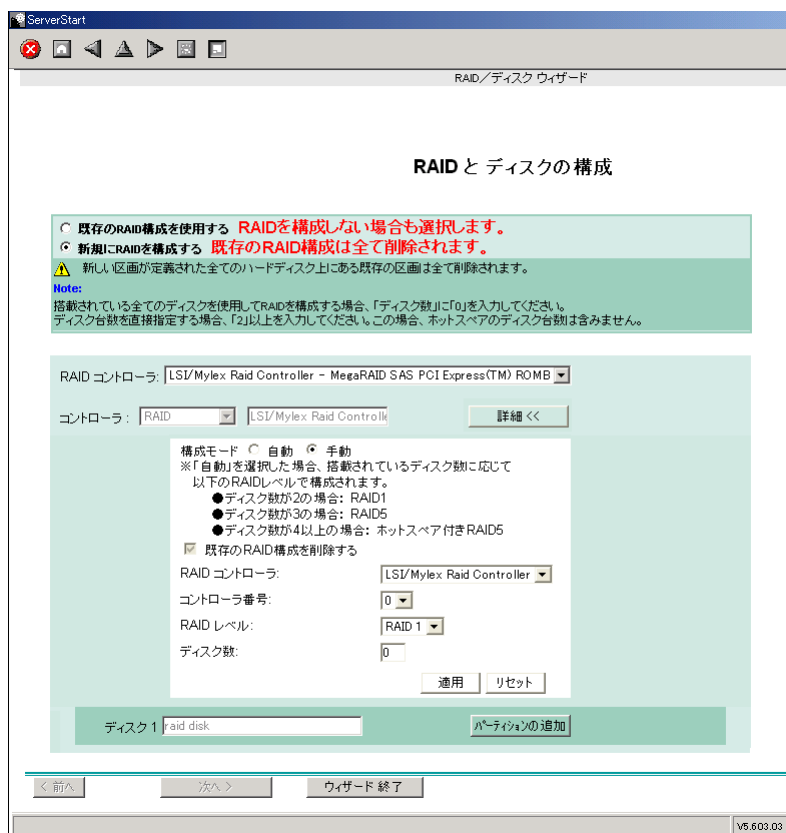 ServerStart
RAID／ディスク ウィザード
RAID と ディスクの 構成
既存のRAID構成を使用する RAIDを構成しない場合も選択します。
新規にRAIDを構成する 既存のRAID構成は全て削除されます。
新しい区画が定義された全てのハードディスク上にある既存の区画は全て削除されます。
Note:
搭載されている全てのディスクを使用してRAIDを構成する場合、「ディスク数」に「0」を入力してください。
ディスク台数を直接指定する場合、「2」以上を入力してください。この場合、ホットスペアのディスク台数は含みません。
RAID コントローラ: LSI/Mylex Raid Controller - MegaRAID SAS PCI Express(TM) ROMB
コントローラ : RAID LSI/Mylex Raid Controll 詳細 <<
構成モード 自動 手動
※「自動」を選択した場合、搭載されているディスク数に応じて
以下のRAIDレベルで構成されます。
●ディスク数が2の場合: RAID1
●ディスク数が3の場合: RAID5
●ディスク数が4以上の場合: ホットスペア付きRAID5
既存のRAID構成を削除する
RAID コントローラ: LSI/Mylex Raid Controller
コントローラ番号: 0
RAID レベル: RAID 1
ディスク数: 0
適用 リセット
ディスク 1 raid disk パーティションの追加
< 前へ 次へ > ウィザード 終了
V5.603.03